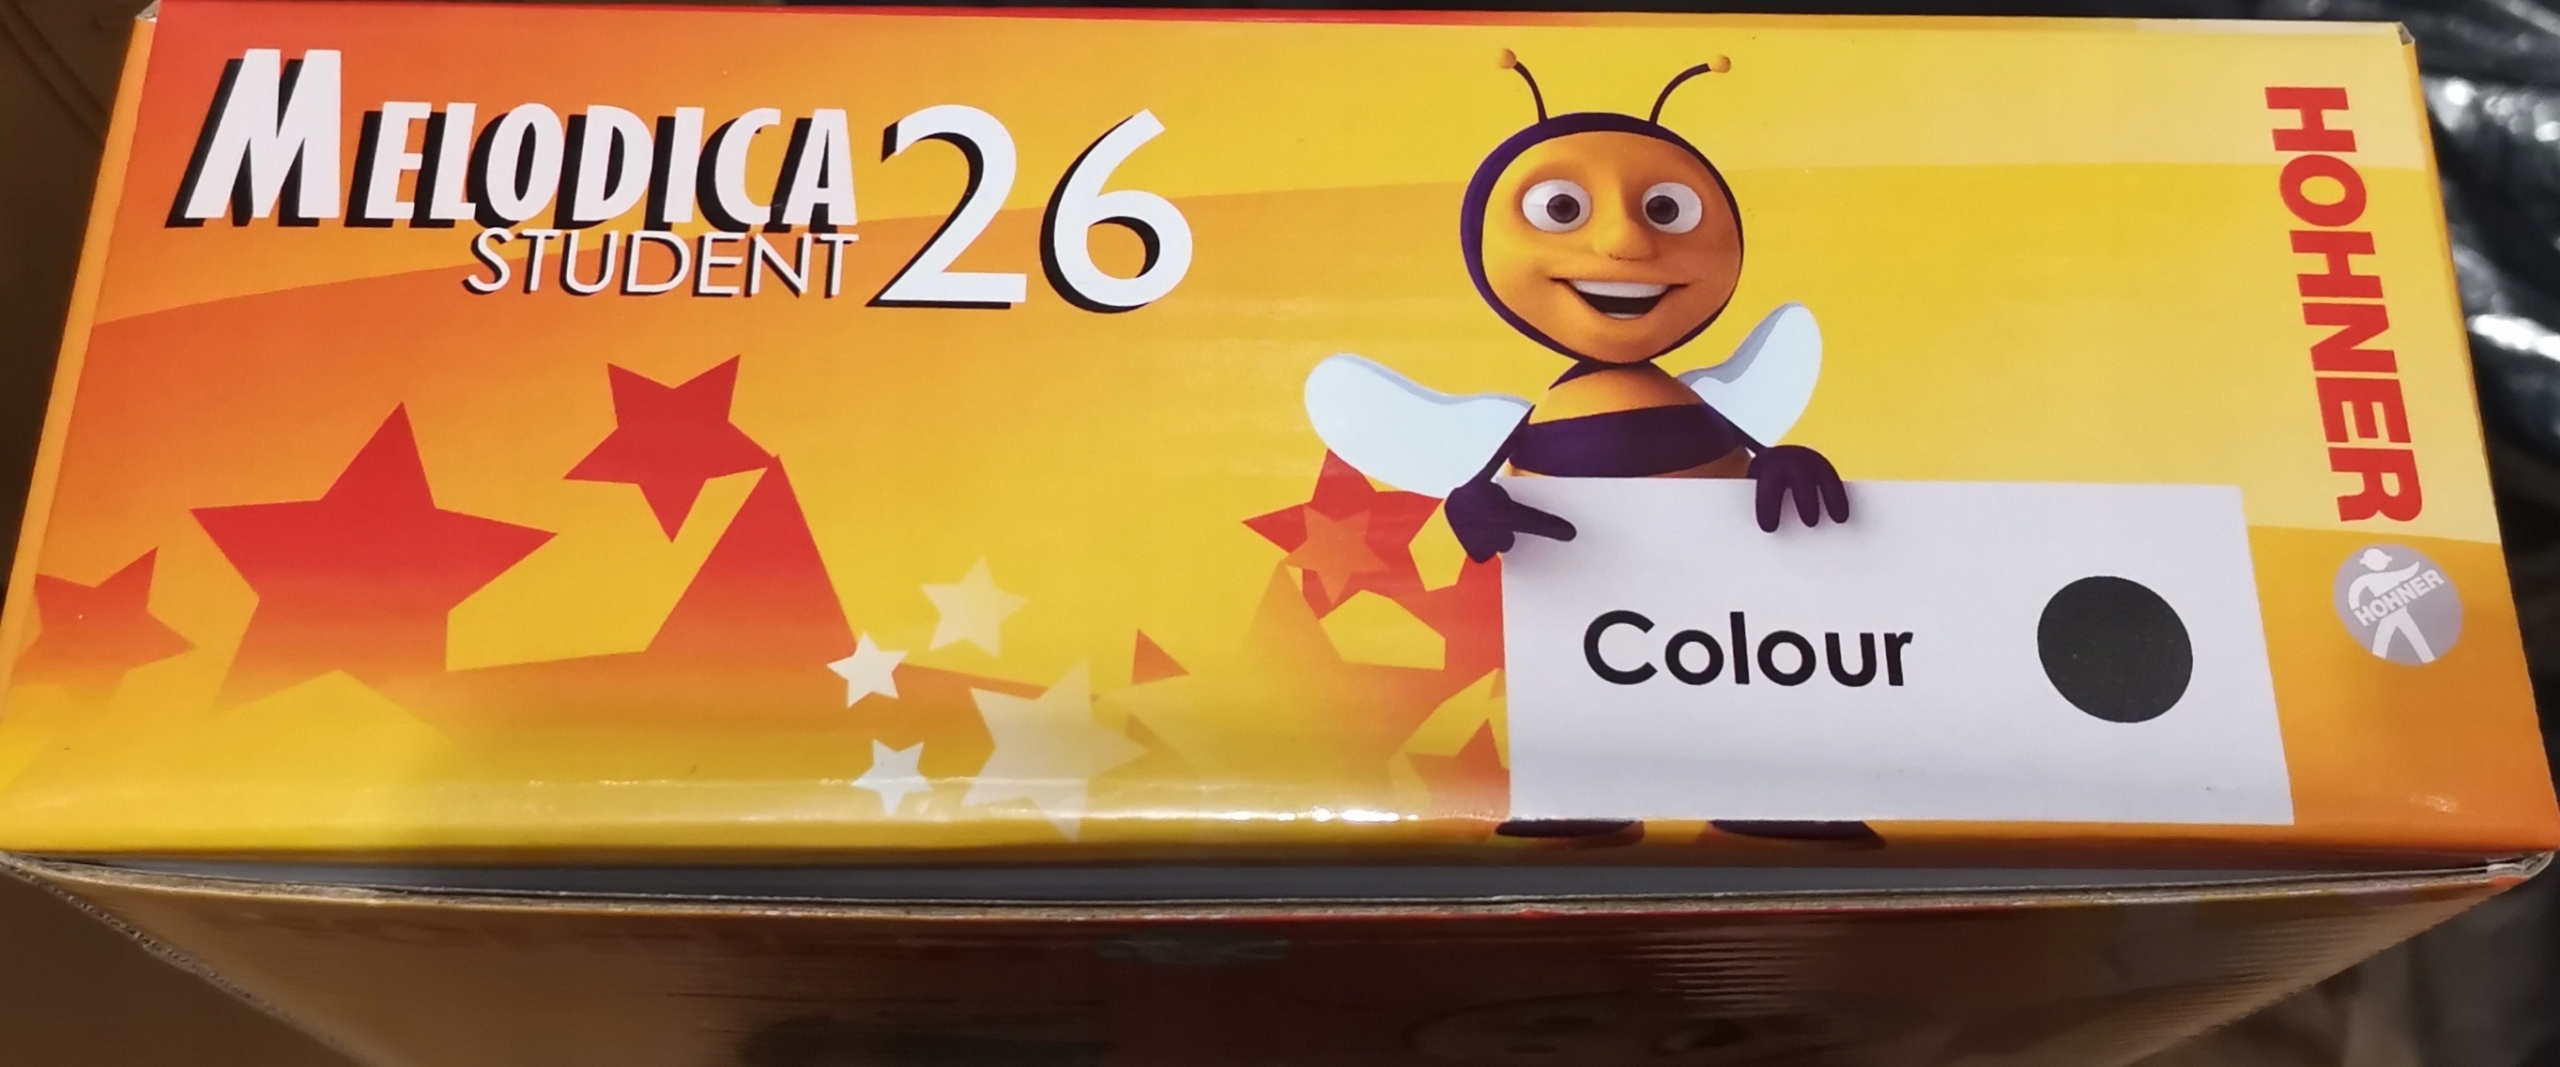 MELODICA 26
STUDENT
HOHNER
HOHNER
Colour